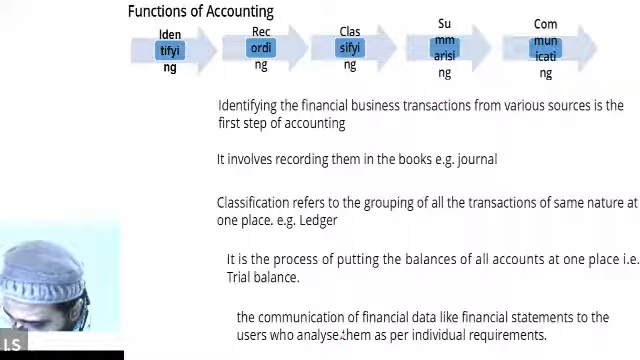 Functions of Accounting
Iden
tifyi
ng
Rec
ordi
ng
Clas
sifyi
ng
Su
mm
arisi
ng
Com
mun
icati
ng
Identifying the financial business transactions from various sources is the
first step of accounting
It involves recording them in the books e.g. journal
Classification refers to the grouping of all the transactions of same nature at
one place. e.g. Ledger
It is the process of putting the balances of all accounts at one place i.e.
Trial balance.
the communication of financial data like financial statements to the
users who analyse them as per individual requirements.
I.S